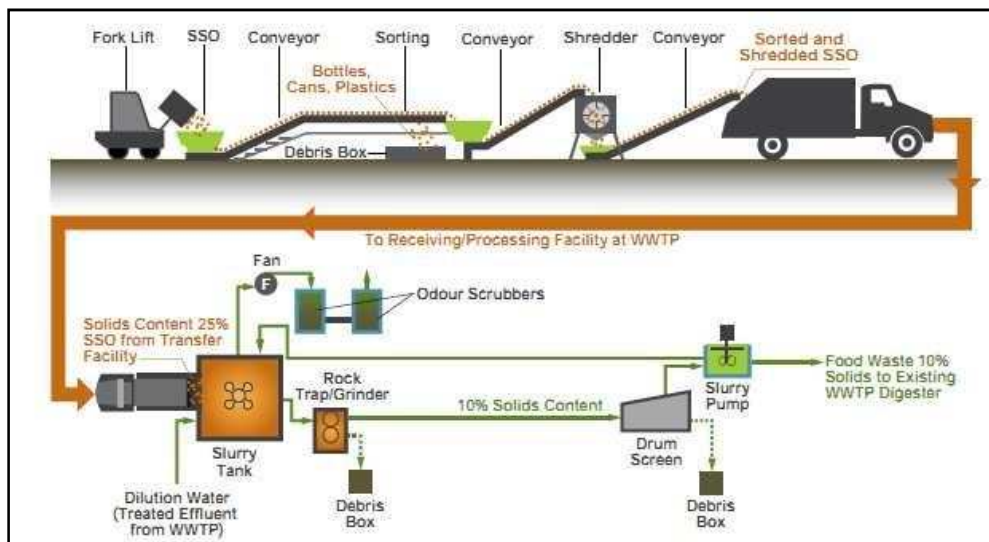 Fork Lift
SSO
Conveyor
Sorting
Conveyor
Shredder
Conveyor
Sorted and
Shredded SSO
Bottles,
Cans, Plastics
Debris Box
To Receiving/Processing Facility at WWTP
Fan
F
Odour Scrubbers
Solids Content 25%
SSO from Transfer
Facility
Rock
Trap/Grinder
10% Solids Content
Slurry
Pump
Food Waste 10%
Solids to Existing
WWTP Digester
Slurry
Tank
Drum
Screen
Dilution Water
(Treated Effluent
from WWTP)
Debris
Box
Debris
Box